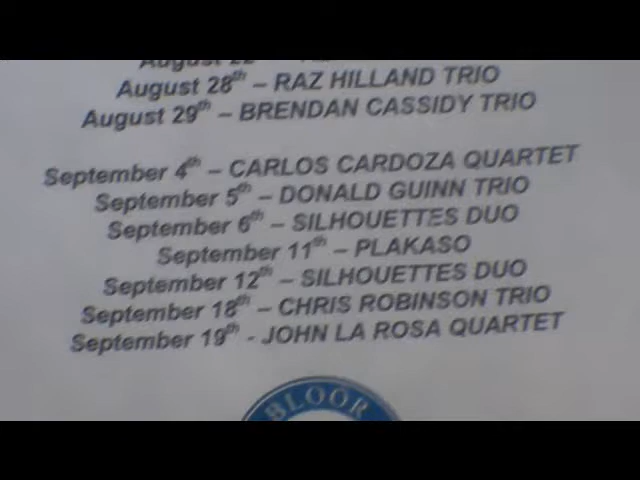 August 28th – RAZ HILLAND TRIO
August 29th – BRENDAN CASSIDY TRIO
September 4th – CARLOS CARDOZA QUARTET
September 5th – DONALD GUINN TRIO
September 6th – SILHOUETTES DUO
September 11th – PLAKASO
September 12th – SILHOUETTES DUO
September 18th – CHRIS ROBINSON TRIO
September 19th - JOHN LA ROSA QUARTET
BLOOR